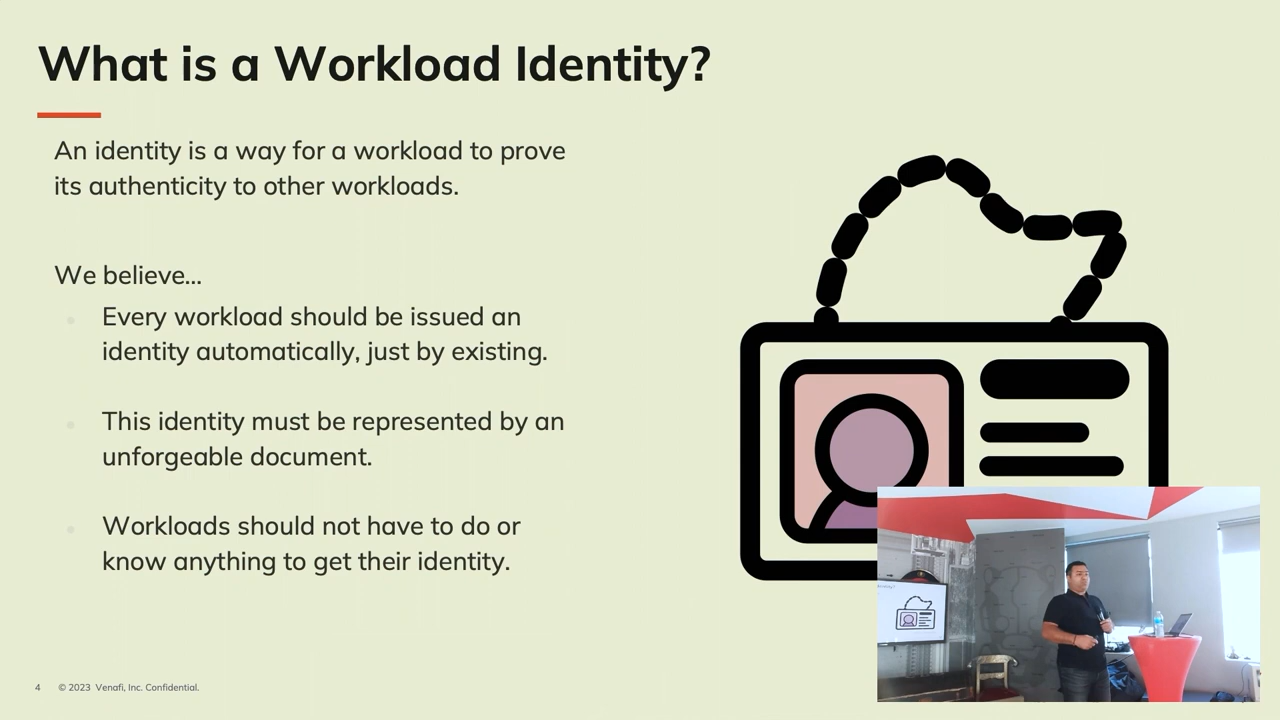 What is a Workload Identity?
An identity is a way for a workload to prove
its authenticity to other workloads.
We believe...
Every workload should be issued an
identity automatically, just by existing.
This identity must be represented by an
unforgeable document.
Workloads should not have to do or
know anything to get their identity.
4 © 2023 Venafi, Inc. Confidential.